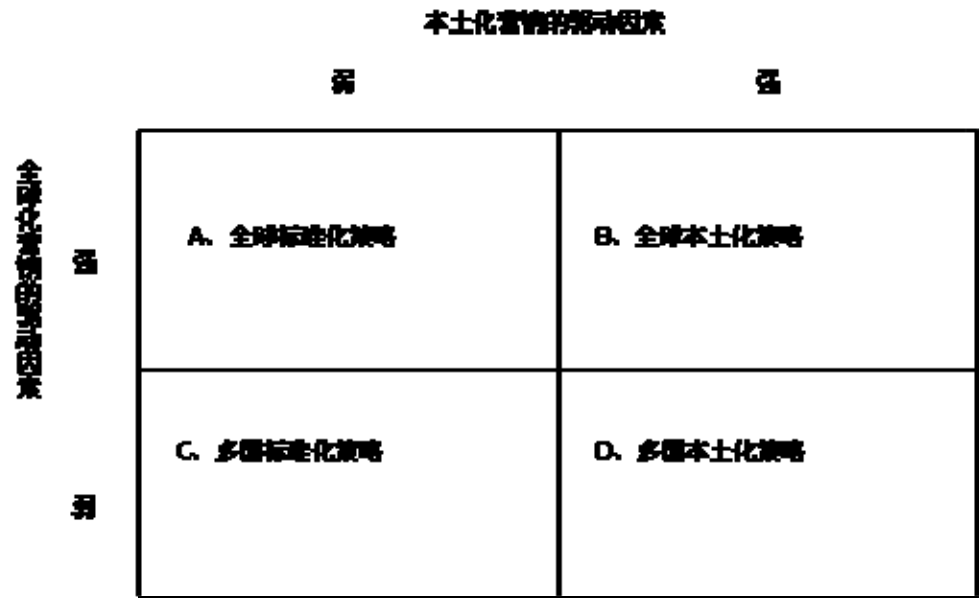 本土化营销的驱动因素
弱
强
全球化营销的驱动因素
强
A、全球标准化策略
B、全球本土化策略
C、多国标准化策略
D、多国本土化策略
弱